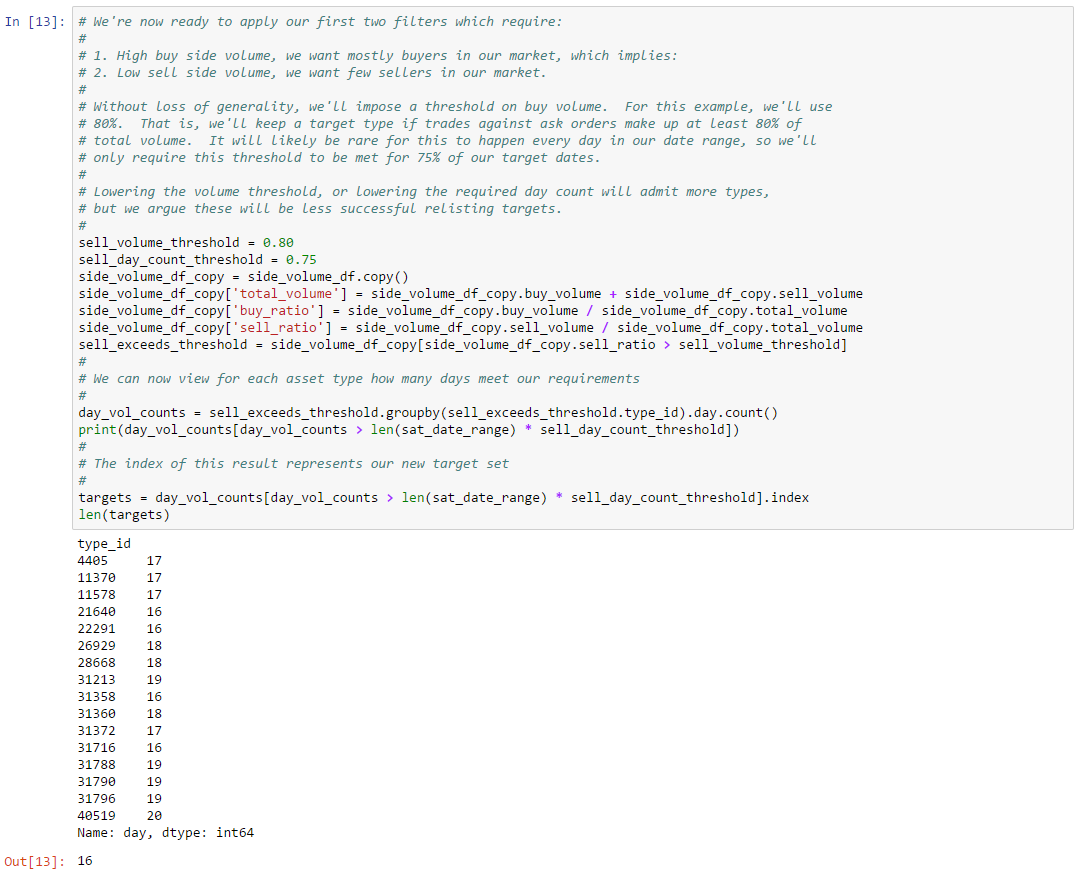 In [13]: # We're now ready to apply our first two filters which require:
#
# 1. High buy side volume, we want mostly buyers in our market, which implies:
# 2. Low sell side volume, we want few sellers in our market.
#
# Without loss of generality, we'll impose a threshold on buy volume.  For this example, we'll use
# 80%.  That is, we'll keep a target type if trades against ask orders make up at least 80% of
# total volume.  It will likely be rare for this to happen every day in our date range, so we'll
# only require this threshold to be met for 75% of our target dates.
#
# Lowering the volume threshold, or lowering the required day count will admit more types,
# but we argue these will be less successful relisting targets.
#
sell_volume_threshold = 0.80
sell_day_count_threshold = 0.75
side_volume_df_copy = side_volume_df.copy()
side_volume_df_copy['total_volume'] = side_volume_df_copy.buy_volume + side_volume_df_copy.sell_volume
side_volume_df_copy['buy_ratio'] = side_volume_df_copy.buy_volume / side_volume_df_copy.total_volume
side_volume_df_copy['sell_ratio'] = side_volume_df_copy.sell_volume / side_volume_df_copy.total_volume
sell_exceeds_threshold = side_volume_df_copy[side_volume_df_copy.sell_ratio > sell_volume_threshold]
#
# We can now view for each asset type how many days meet our requirements
#
day_vol_counts = sell_exceeds_threshold.groupby(sell_exceeds_threshold.type_id).day.count()
print(day_vol_counts[day_vol_counts > len(sat_date_range) * sell_day_count_threshold])
#
# The index of this result represents our new target set
#
targets = day_vol_counts[day_vol_counts > len(sat_date_range) * sell_day_count_threshold].index
len(targets)
type_id
4405     17
11370    17
11578    17
21640    16
22291    16
26929    18
28668    18
31213    19
31358    16
31360    18
31372    17
31716    16
31788    19
31790    19
31796    19
40519    20
Name: day, dtype: int64
Out[13]: 16